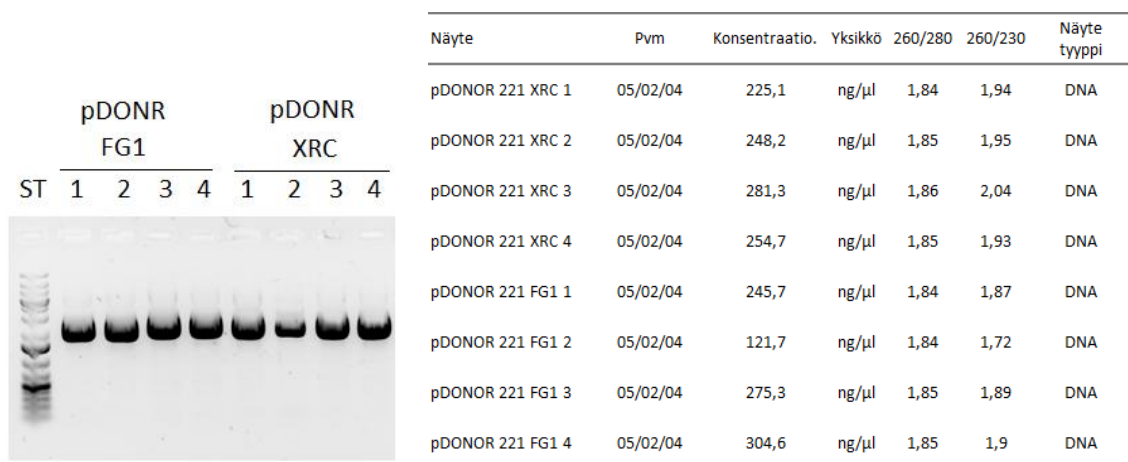 pDONR pDONR
FG1 XRC
ST 1 2 3 4 1 2 3 4
Näyte Pvm Konsentraatio. Yksikkö 260/280 260/230 Näyte
tyyppi
pDONOR 221 XRC 1 05/02/04 225,1 ng/µl 1,84 1,94 DNA
pDONOR 221 XRC 2 05/02/04 248,2 ng/µl 1,85 1,95 DNA
pDONOR 221 XRC 3 05/02/04 281,3 ng/µl 1,86 2,04 DNA
pDONOR 221 XRC 4 05/02/04 254,7 ng/µl 1,85 1,93 DNA
pDONOR 221 FG1 1 05/02/04 245,7 ng/µl 1,84 1,87 DNA
pDONOR 221 FG1 2 05/02/04 121,7 ng/µl 1,84 1,72 DNA
pDONOR 221 FG1 3 05/02/04 275,3 ng/µl 1,85 1,89 DNA
pDONOR 221 FG1 4 05/02/04 304,6 ng/µl 1,85 1,9 DNA